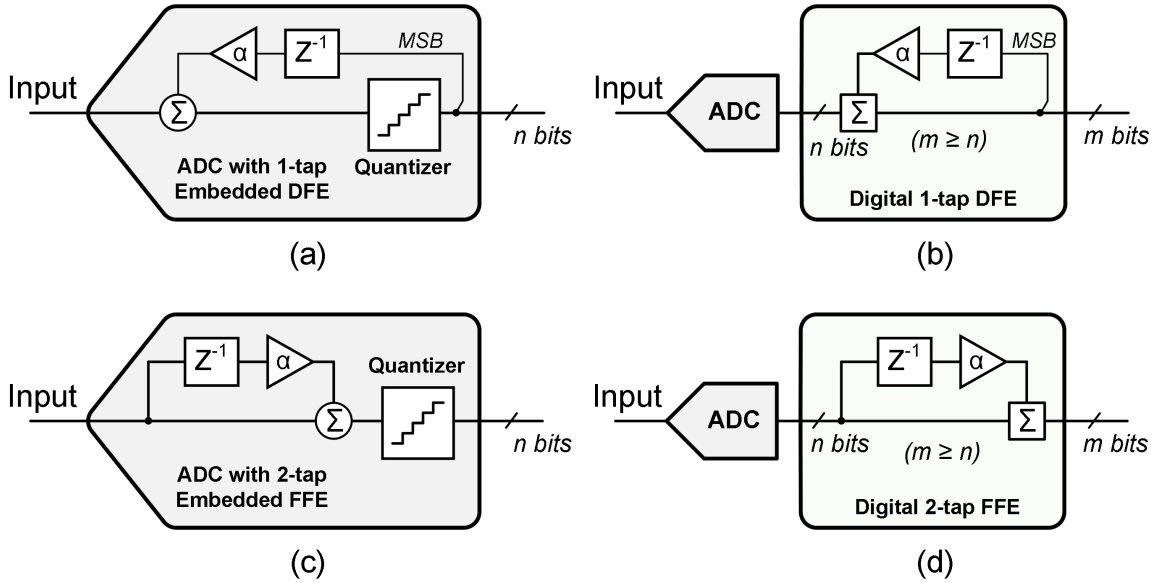 Input
Σ
α
Z⁻¹
MSB
n bits
ADC with 1-tap
Embedded DFE
Quantizer
(a)
Input
ADC
n bits
Σ
α
Z⁻¹
MSB
(m ≥ n)
m bits
Digital 1-tap DFE
(b)
Input
Z⁻¹
α
Σ
Quantizer
n bits
ADC with 2-tap
Embedded FFE
(c)
Input
ADC
n bits
Z⁻¹
α
Σ
(m ≥ n)
m bits
Digital 2-tap FFE
(d)